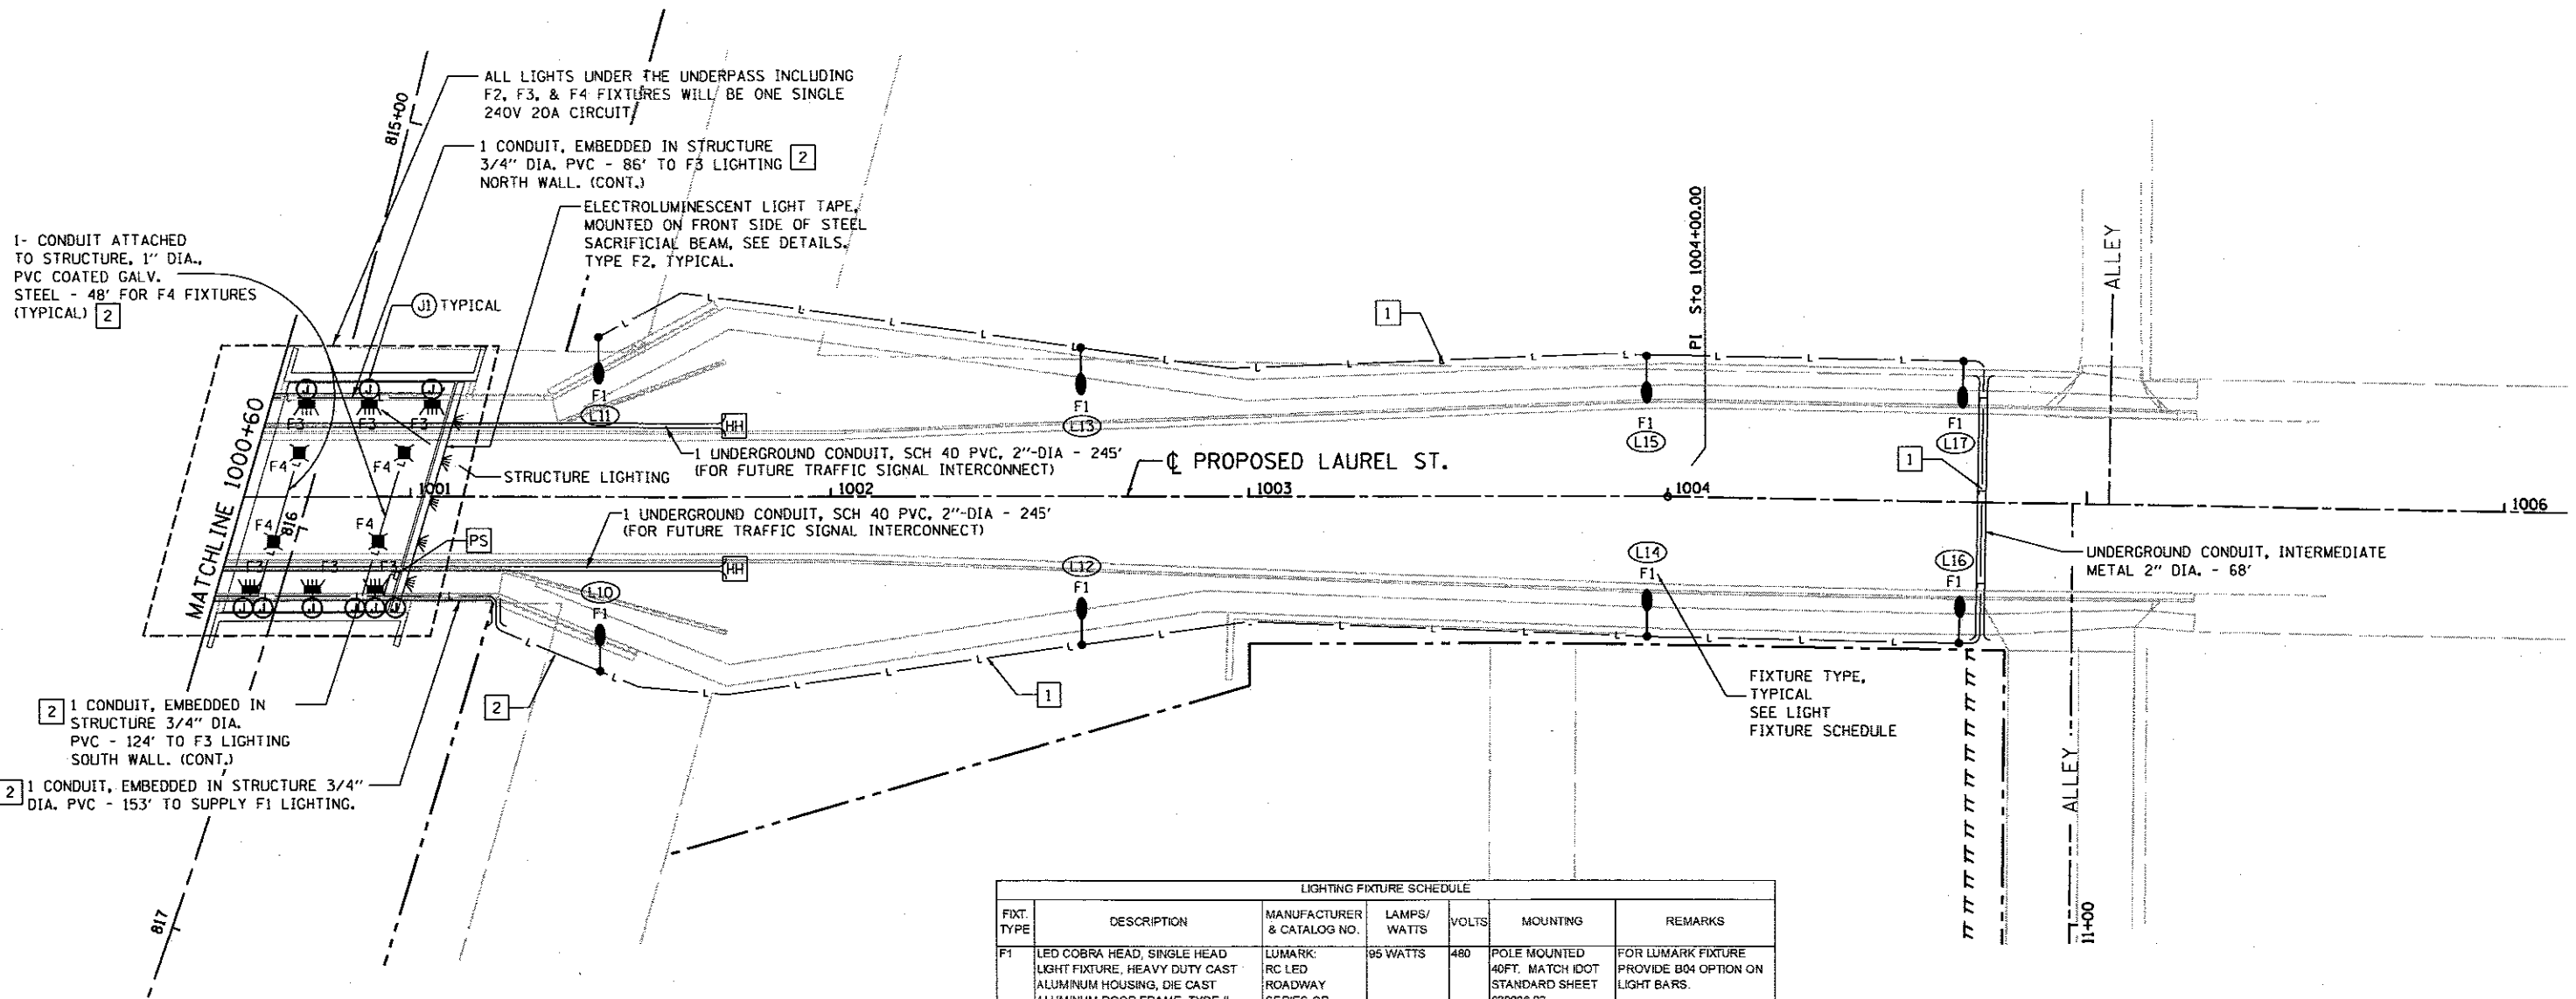 ALL LIGHTS UNDER THE UNDERPASS INCLUDING
F2, F3, & F4 FIXTURES WILL BE ONE SINGLE
240V 20A CIRCUIT
815+00
1 CONDUIT, EMBEDDED IN STRUCTURE
3/4" DIA. PVC - 86' TO F3 LIGHTING 2
NORTH WALL. (CONT.)
ELECTROLUMINESCENT LIGHT TAPE,
MOUNTED ON FRONT SIDE OF STEEL
SACRIFICIAL BEAM, SEE DETAILS.
TYPE F2, TYPICAL.
1- CONDUIT ATTACHED
TO STRUCTURE, 1" DIA.,
PVC COATED GALV.
STEEL - 48' FOR F4 FIXTURES
(TYPICAL) 2
J1 TYPICAL
L L L L L L L L L L L L
1
PI Sta 1004+00.00
ALLEY
J J J
F3 F3 F3
F1
L11
F1
L13
F1
L15
F1
L17
HH
F4 F4
1 UNDERGROUND CONDUIT, SCH 40 PVC, 2"-DIA - 245'
(FOR FUTURE TRAFFIC SIGNAL INTERCONNECT)
STRUCTURE LIGHTING
PROPOSED LAUREL ST.
1
MATCHLINE 1000+60
1001
1002
1003
1004
1006
1 UNDERGROUND CONDUIT, SCH 40 PVC, 2"-DIA - 245'
(FOR FUTURE TRAFFIC SIGNAL INTERCONNECT)
F4 F4
816
PS
HH
F3 F3 F3
J J J J J J
L10
F1
L12
F1
L14
F1
L16
F1
UNDERGROUND CONDUIT, INTERMEDIATE
METAL 2" DIA. - 68'
L L L L L L L L L L L L
2
1
FIXTURE TYPE,
TYPICAL
SEE LIGHT
FIXTURE SCHEDULE
2 1 CONDUIT, EMBEDDED IN
STRUCTURE 3/4" DIA.
PVC - 124' TO F3 LIGHTING
SOUTH WALL. (CONT.)
2 1 CONDUIT, EMBEDDED IN STRUCTURE 3/4"
DIA. PVC - 153' TO SUPPLY F1 LIGHTING.
817
ALLEY
11+00
LIGHTING FIXTURE SCHEDULE
FIXT. TYPE DESCRIPTION MANUFACTURER & CATALOG NO. LAMPS/ WATTS VOLTS MOUNTING REMARKS
F1 LED COBRA HEAD, SINGLE HEAD LUMARK: 95 WATTS 480 POLE MOUNTED FOR LUMARK FIXTURE
LIGHT FIXTURE, HEAVY DUTY CAST RC LED 40FT. MATCH IDOT PROVIDE B04 OPTION ON
ALUMINUM HOUSING, DIE CAST ROADWAY STANDARD SHEET LIGHT BARS.